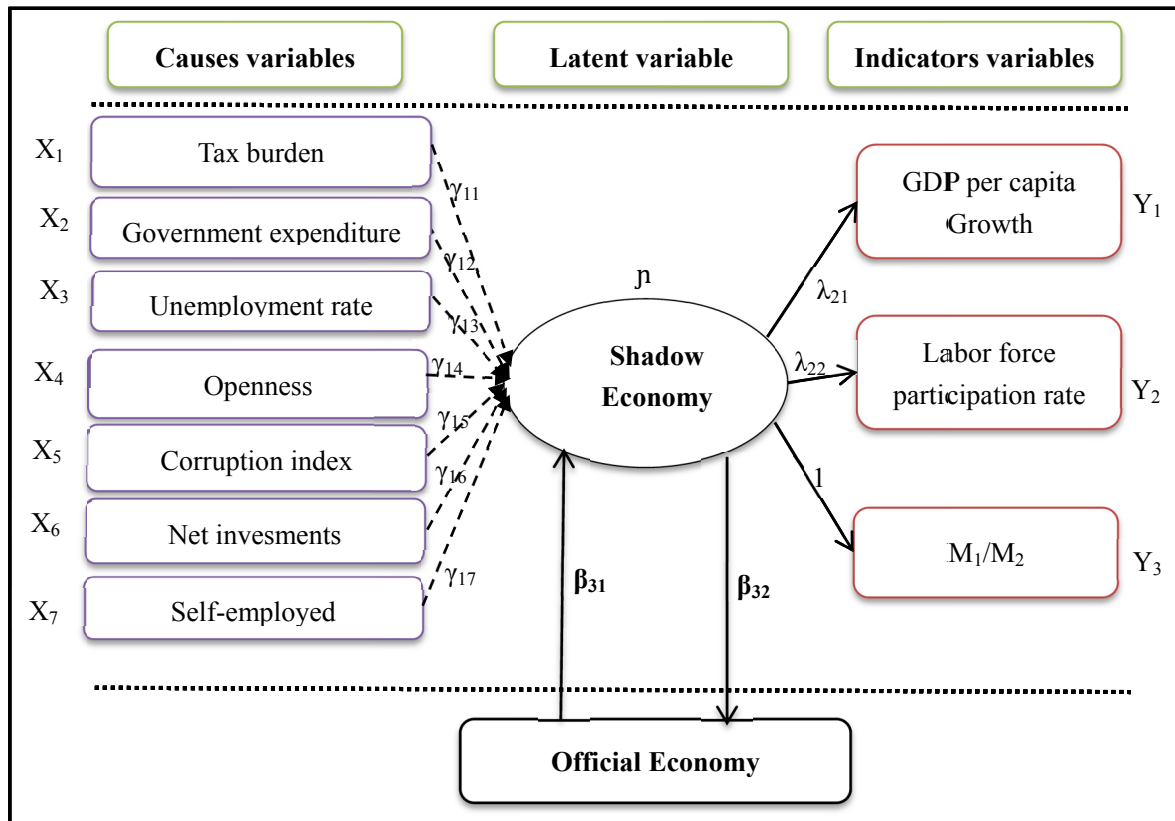 Causes variables
Latent variable
Indicators variables
X₁
Tax burden
γ₁₁
X₂
Government expenditure
γ₁₂
X₃
Unemployment rate
γ₁₃
X₄
Openness
γ₁₄
X₅
Corruption index
γ₁₅
X₆
Net invesments
γ₁₆
X₇
Self-employed
γ₁₇
ɲ
Shadow
Economy
λ₂₁
λ₂₂
1
GDP per capita
Growth
Y₁
Labor force
participation rate
Y₂
M₁/M₂
Y₃
β₃₁
β₃₂
Official Economy